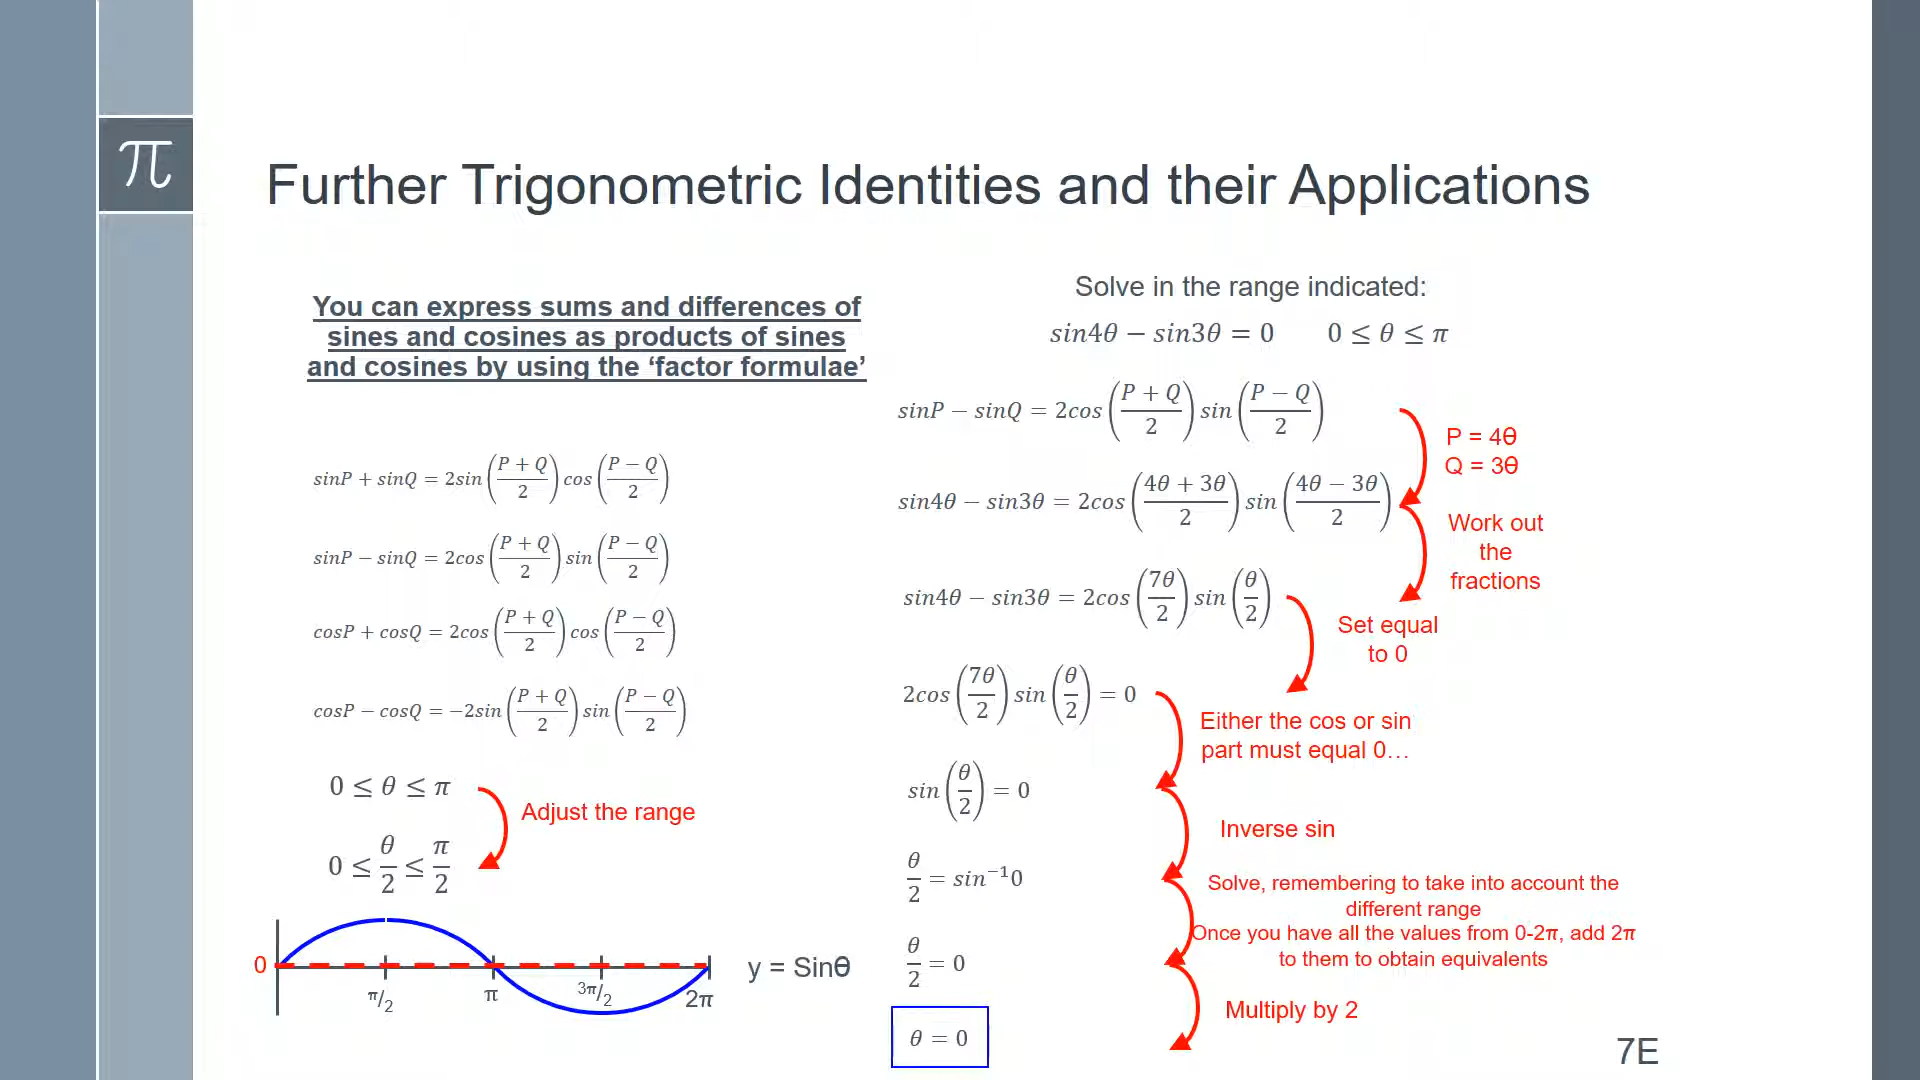 π
Further Trigonometric Identities and their Applications
You can express sums and differences of
sines and cosines as products of sines
and cosines by using the ‘factor formulae’
sinP + sinQ = 2sin((P + Q)/2) cos((P − Q)/2)
sinP − sinQ = 2cos((P + Q)/2) sin((P − Q)/2)
cosP + cosQ = 2cos((P + Q)/2) cos((P − Q)/2)
cosP − cosQ = −2sin((P + Q)/2) sin((P − Q)/2)
0 ≤ θ ≤ π
Adjust the range
0 ≤ θ/2 ≤ π/2
0
π/2
π
3π/2
2π
y = Sinθ
Solve in the range indicated:
sin4θ − sin3θ = 0 0 ≤ θ ≤ π
sinP − sinQ = 2cos((P + Q)/2) sin((P − Q)/2)
P = 4θ
Q = 3θ
sin4θ − sin3θ = 2cos((4θ + 3θ)/2) sin((4θ − 3θ)/2)
Work out
the
fractions
sin4θ − sin3θ = 2cos(7θ/2) sin(θ/2)
Set equal
to 0
2cos(7θ/2) sin(θ/2) = 0
Either the cos or sin
part must equal 0…
sin(θ/2) = 0
Inverse sin
θ/2 = sin⁻¹0
Solve, remembering to take into account the
different range
Once you have all the values from 0-2π, add 2π
to them to obtain equivalents
θ/2 = 0
Multiply by 2
θ = 0
7E